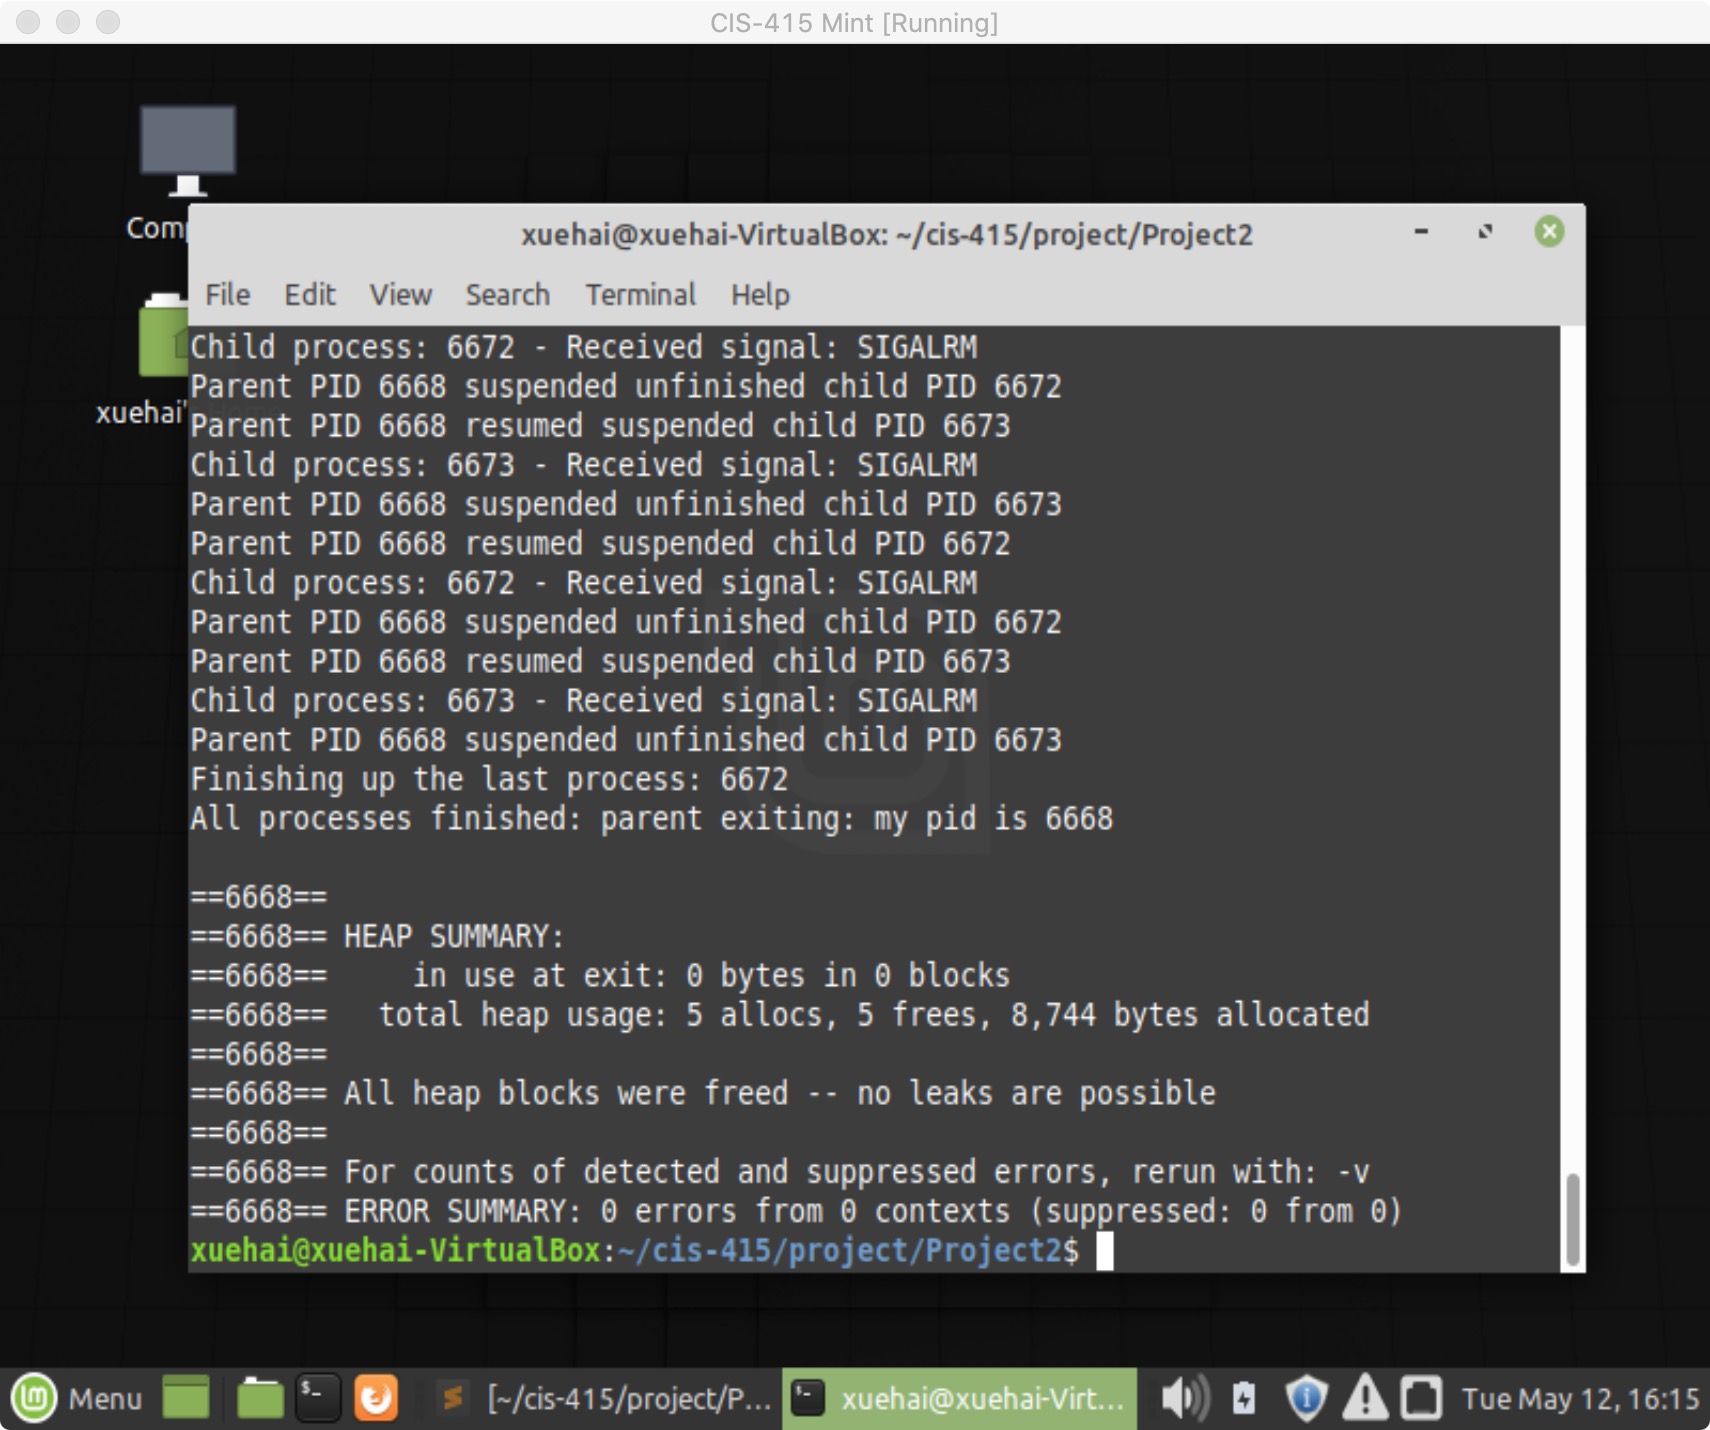 CIS-415 Mint [Running]
xuehai@xuehai-VirtualBox: ~/cis-415/project/Project2
File Edit View Search Terminal Help
Child process: 6672 - Received signal: SIGALRM
Parent PID 6668 suspended unfinished child PID 6672
Parent PID 6668 resumed suspended child PID 6673
Child process: 6673 - Received signal: SIGALRM
Parent PID 6668 suspended unfinished child PID 6673
Parent PID 6668 resumed suspended child PID 6672
Child process: 6672 - Received signal: SIGALRM
Parent PID 6668 suspended unfinished child PID 6672
Parent PID 6668 resumed suspended child PID 6673
Child process: 6673 - Received signal: SIGALRM
Parent PID 6668 suspended unfinished child PID 6673
Finishing up the last process: 6672
All processes finished: parent exiting: my pid is 6668
==6668==
==6668== HEAP SUMMARY:
==6668==     in use at exit: 0 bytes in 0 blocks
==6668==   total heap usage: 5 allocs, 5 frees, 8,744 bytes allocated
==6668==
==6668== All heap blocks were freed -- no leaks are possible
==6668==
==6668== For counts of detected and suppressed errors, rerun with: -v
==6668== ERROR SUMMARY: 0 errors from 0 contexts (suppressed: 0 from 0)
xuehai@xuehai-VirtualBox:~/cis-415/project/Project2$
Comp
xuehai'
Menu [~/cis-415/project/P... xuehai@xuehai-Virt... Tue May 12, 16:15